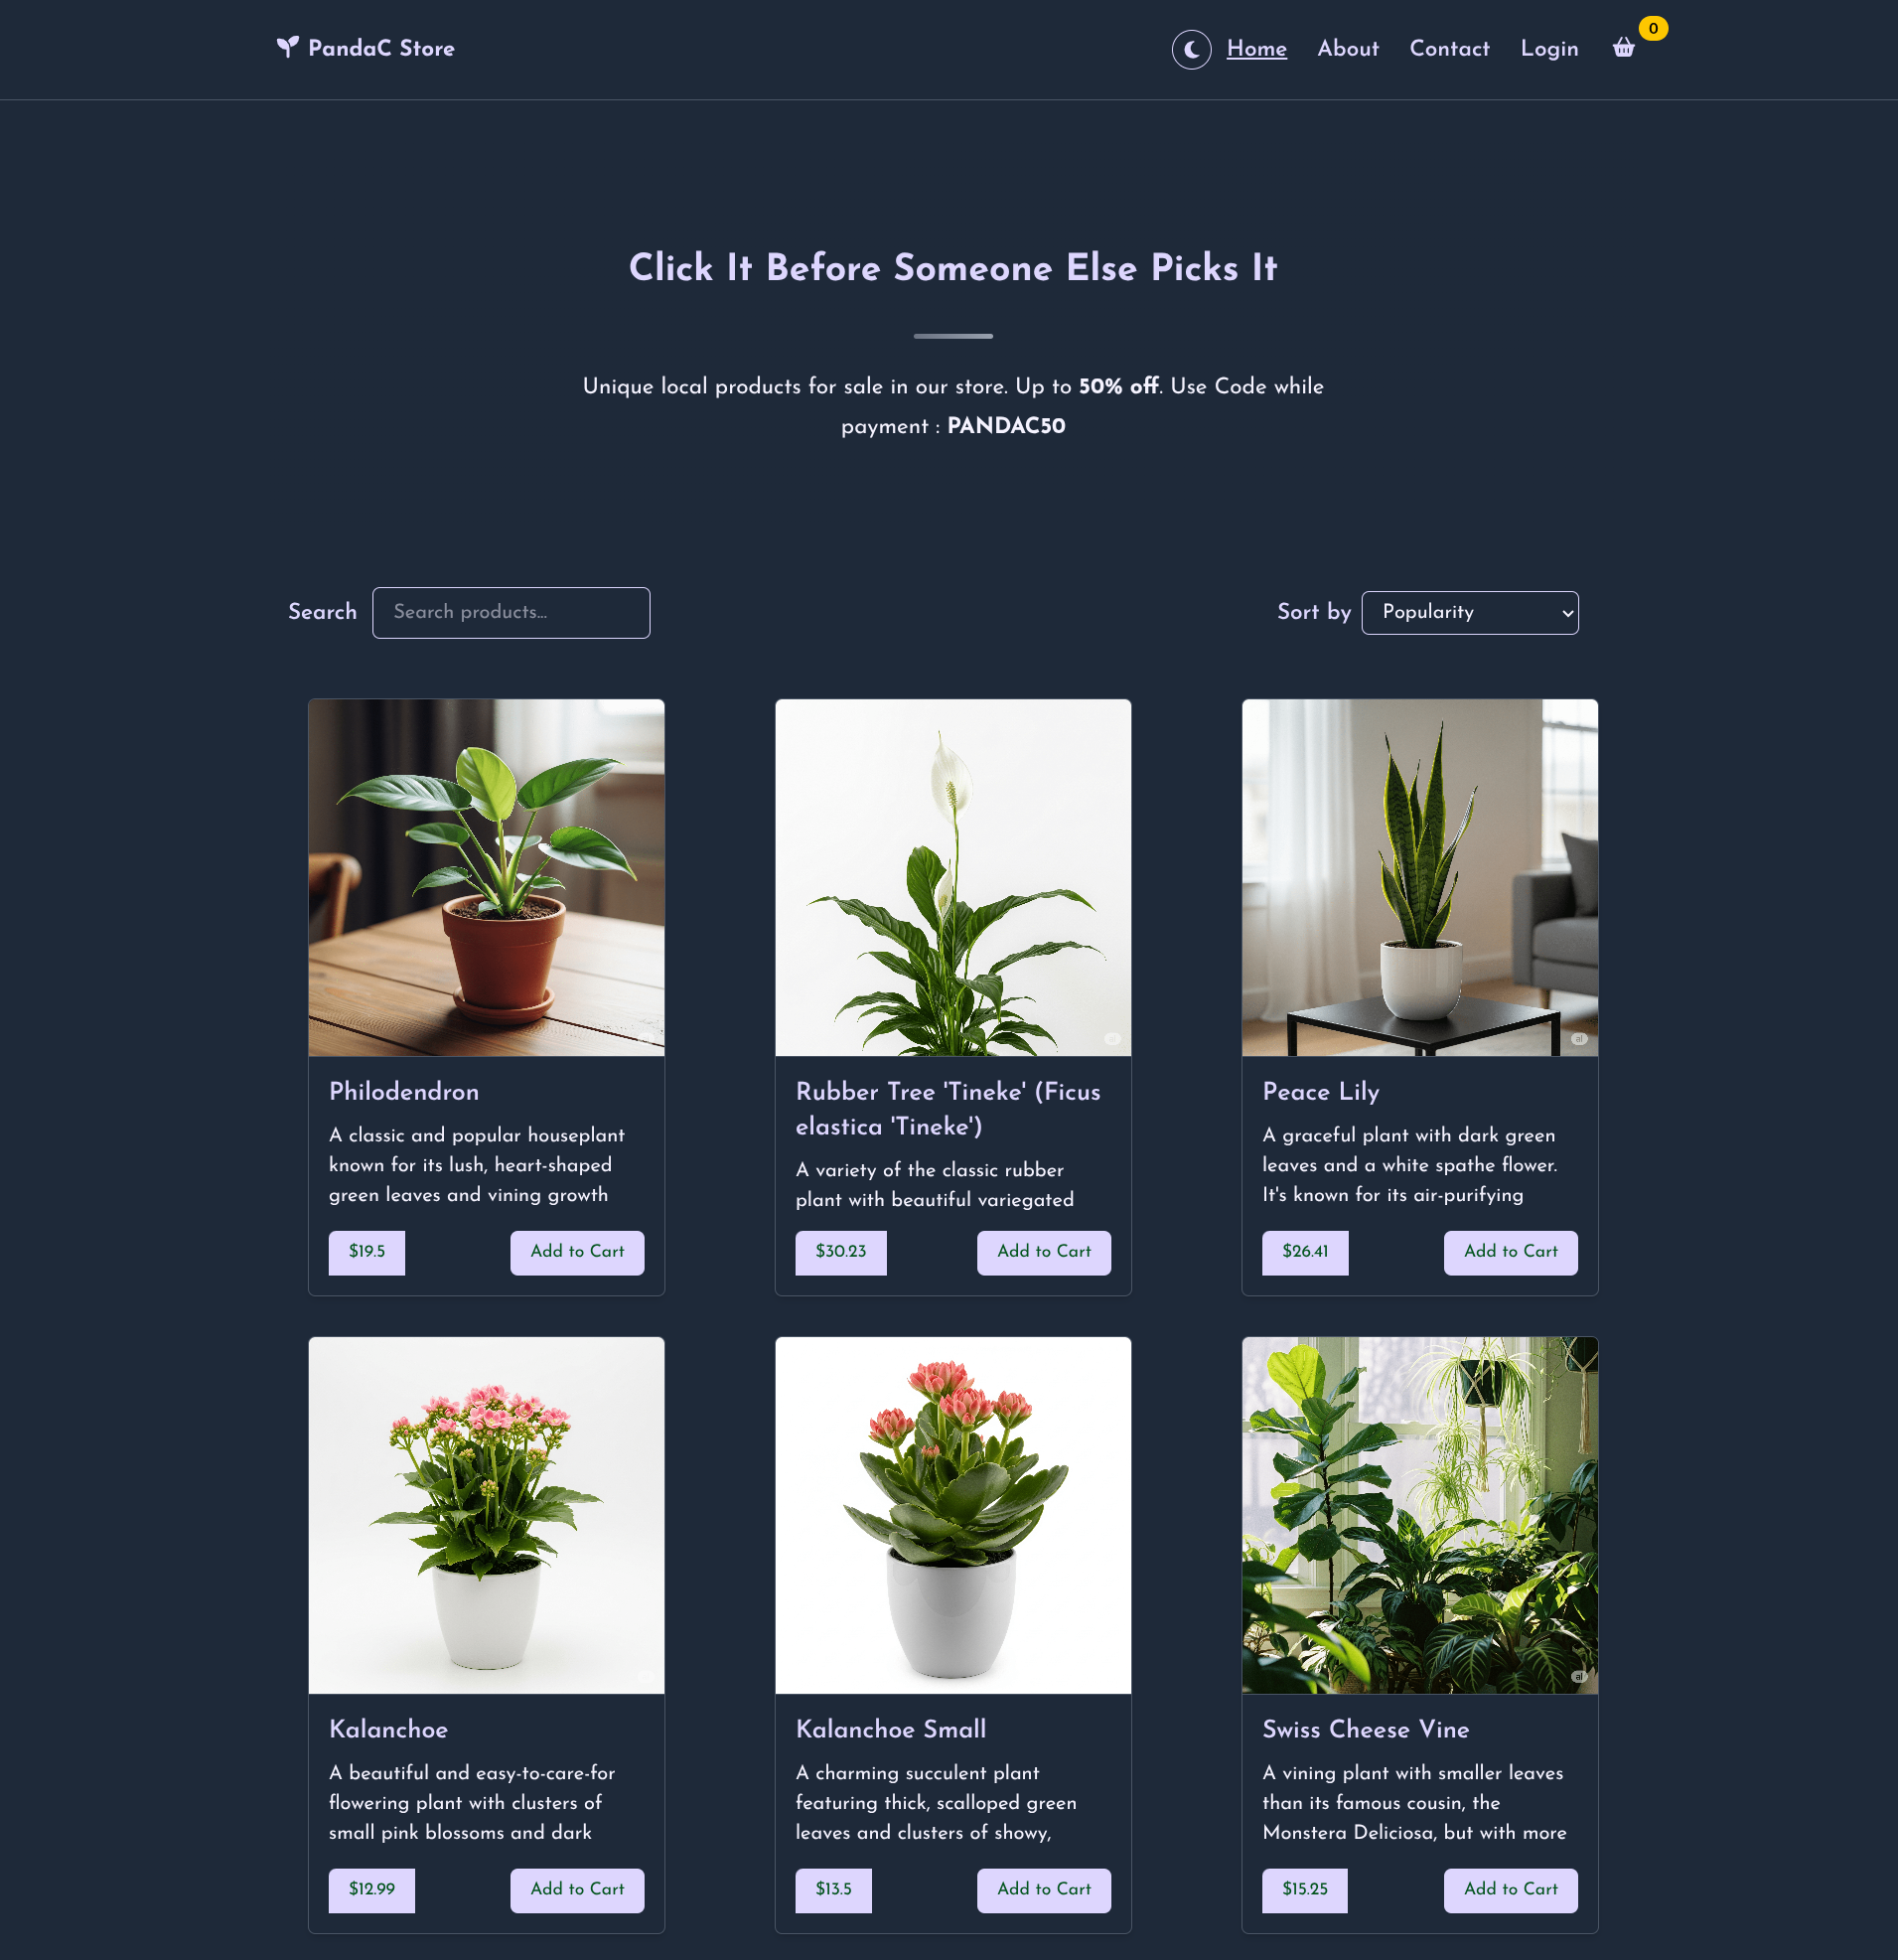 PandaC Store
Home About Contact Login 0
Click It Before Someone Else Picks It
Unique local products for sale in our store. Up to 50% off. Use Code while
payment : PANDAC50
Search Search products... Sort by Popularity
Philodendron
A classic and popular houseplant
known for its lush, heart-shaped
green leaves and vining growth
$19.5 Add to Cart
ai
Rubber Tree 'Tineke' (Ficus
elastica 'Tineke')
A variety of the classic rubber
plant with beautiful variegated
$30.23 Add to Cart
ai
Peace Lily
A graceful plant with dark green
leaves and a white spathe flower.
It's known for its air-purifying
$26.41 Add to Cart
Kalanchoe
A beautiful and easy-to-care-for
flowering plant with clusters of
small pink blossoms and dark
$12.99 Add to Cart
Kalanchoe Small
A charming succulent plant
featuring thick, scalloped green
leaves and clusters of showy,
$13.5 Add to Cart
ai
Swiss Cheese Vine
A vining plant with smaller leaves
than its famous cousin, the
Monstera Deliciosa, but with more
$15.25 Add to Cart